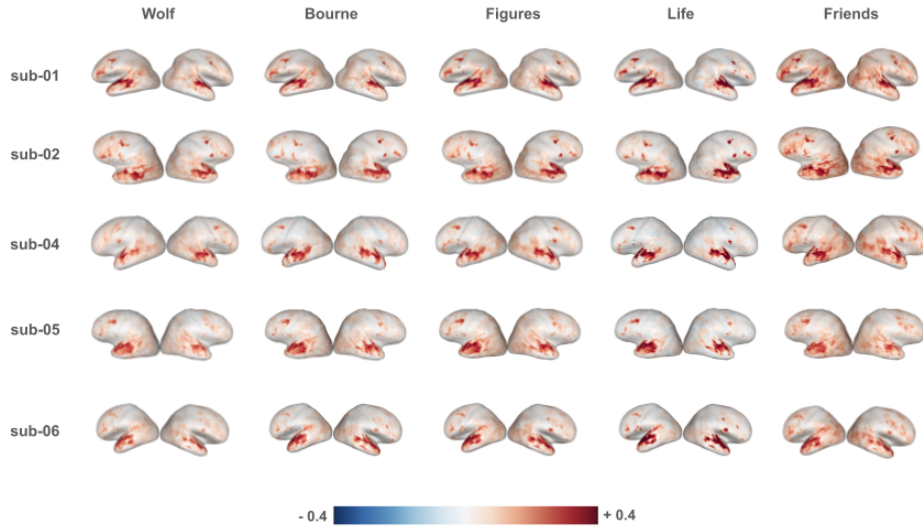 Wolf Bourne Figures Life Friends
sub-01
sub-02
sub-04
sub-05
sub-06
- 0.4 + 0.4